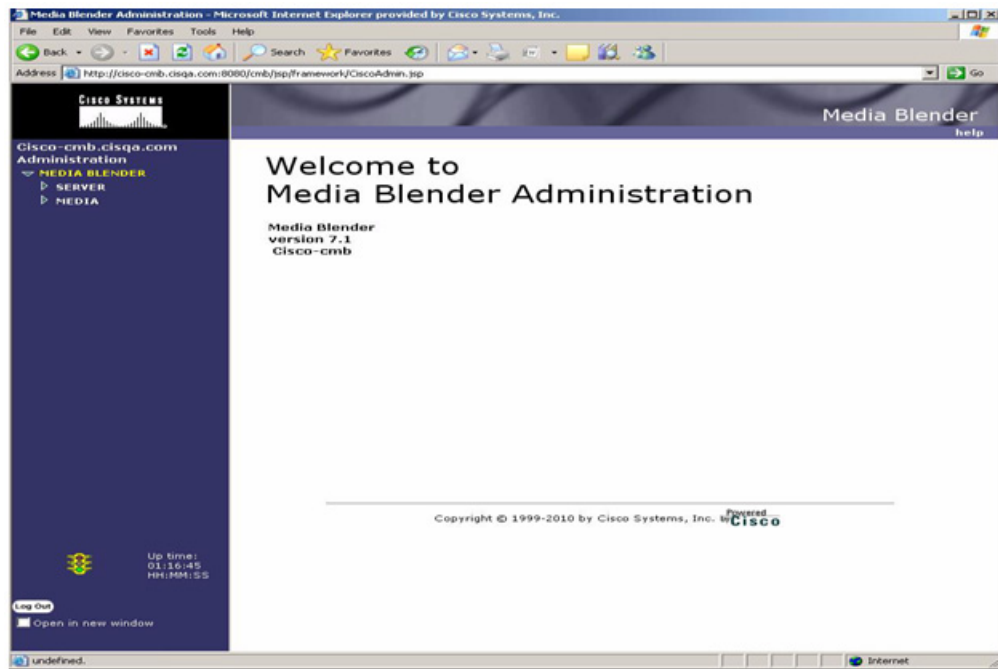 Media Blender Administration - Microsoft Internet Explorer provided by Cisco Systems, Inc.
File Edit View Favorites Tools Help
Back Search Favorites
Address http://cisco-cmb.cisqa.com:8080/cmb/jsp/framework/CiscoAdmin.jsp Go
CISCO SYSTEMS
Media Blender
help
Cisco-cmb.cisqa.com
Administration
MEDIA BLENDER
SERVER
MEDIA
Welcome to
Media Blender Administration
Media Blender
version 7.1
Cisco-cmb
Copyright © 1999-2010 by Cisco Systems, Inc.
Powered
by Cisco
Up time:
01:16:45
HH:MM:SS
Log Out
Open in new window
undefined.
Internet